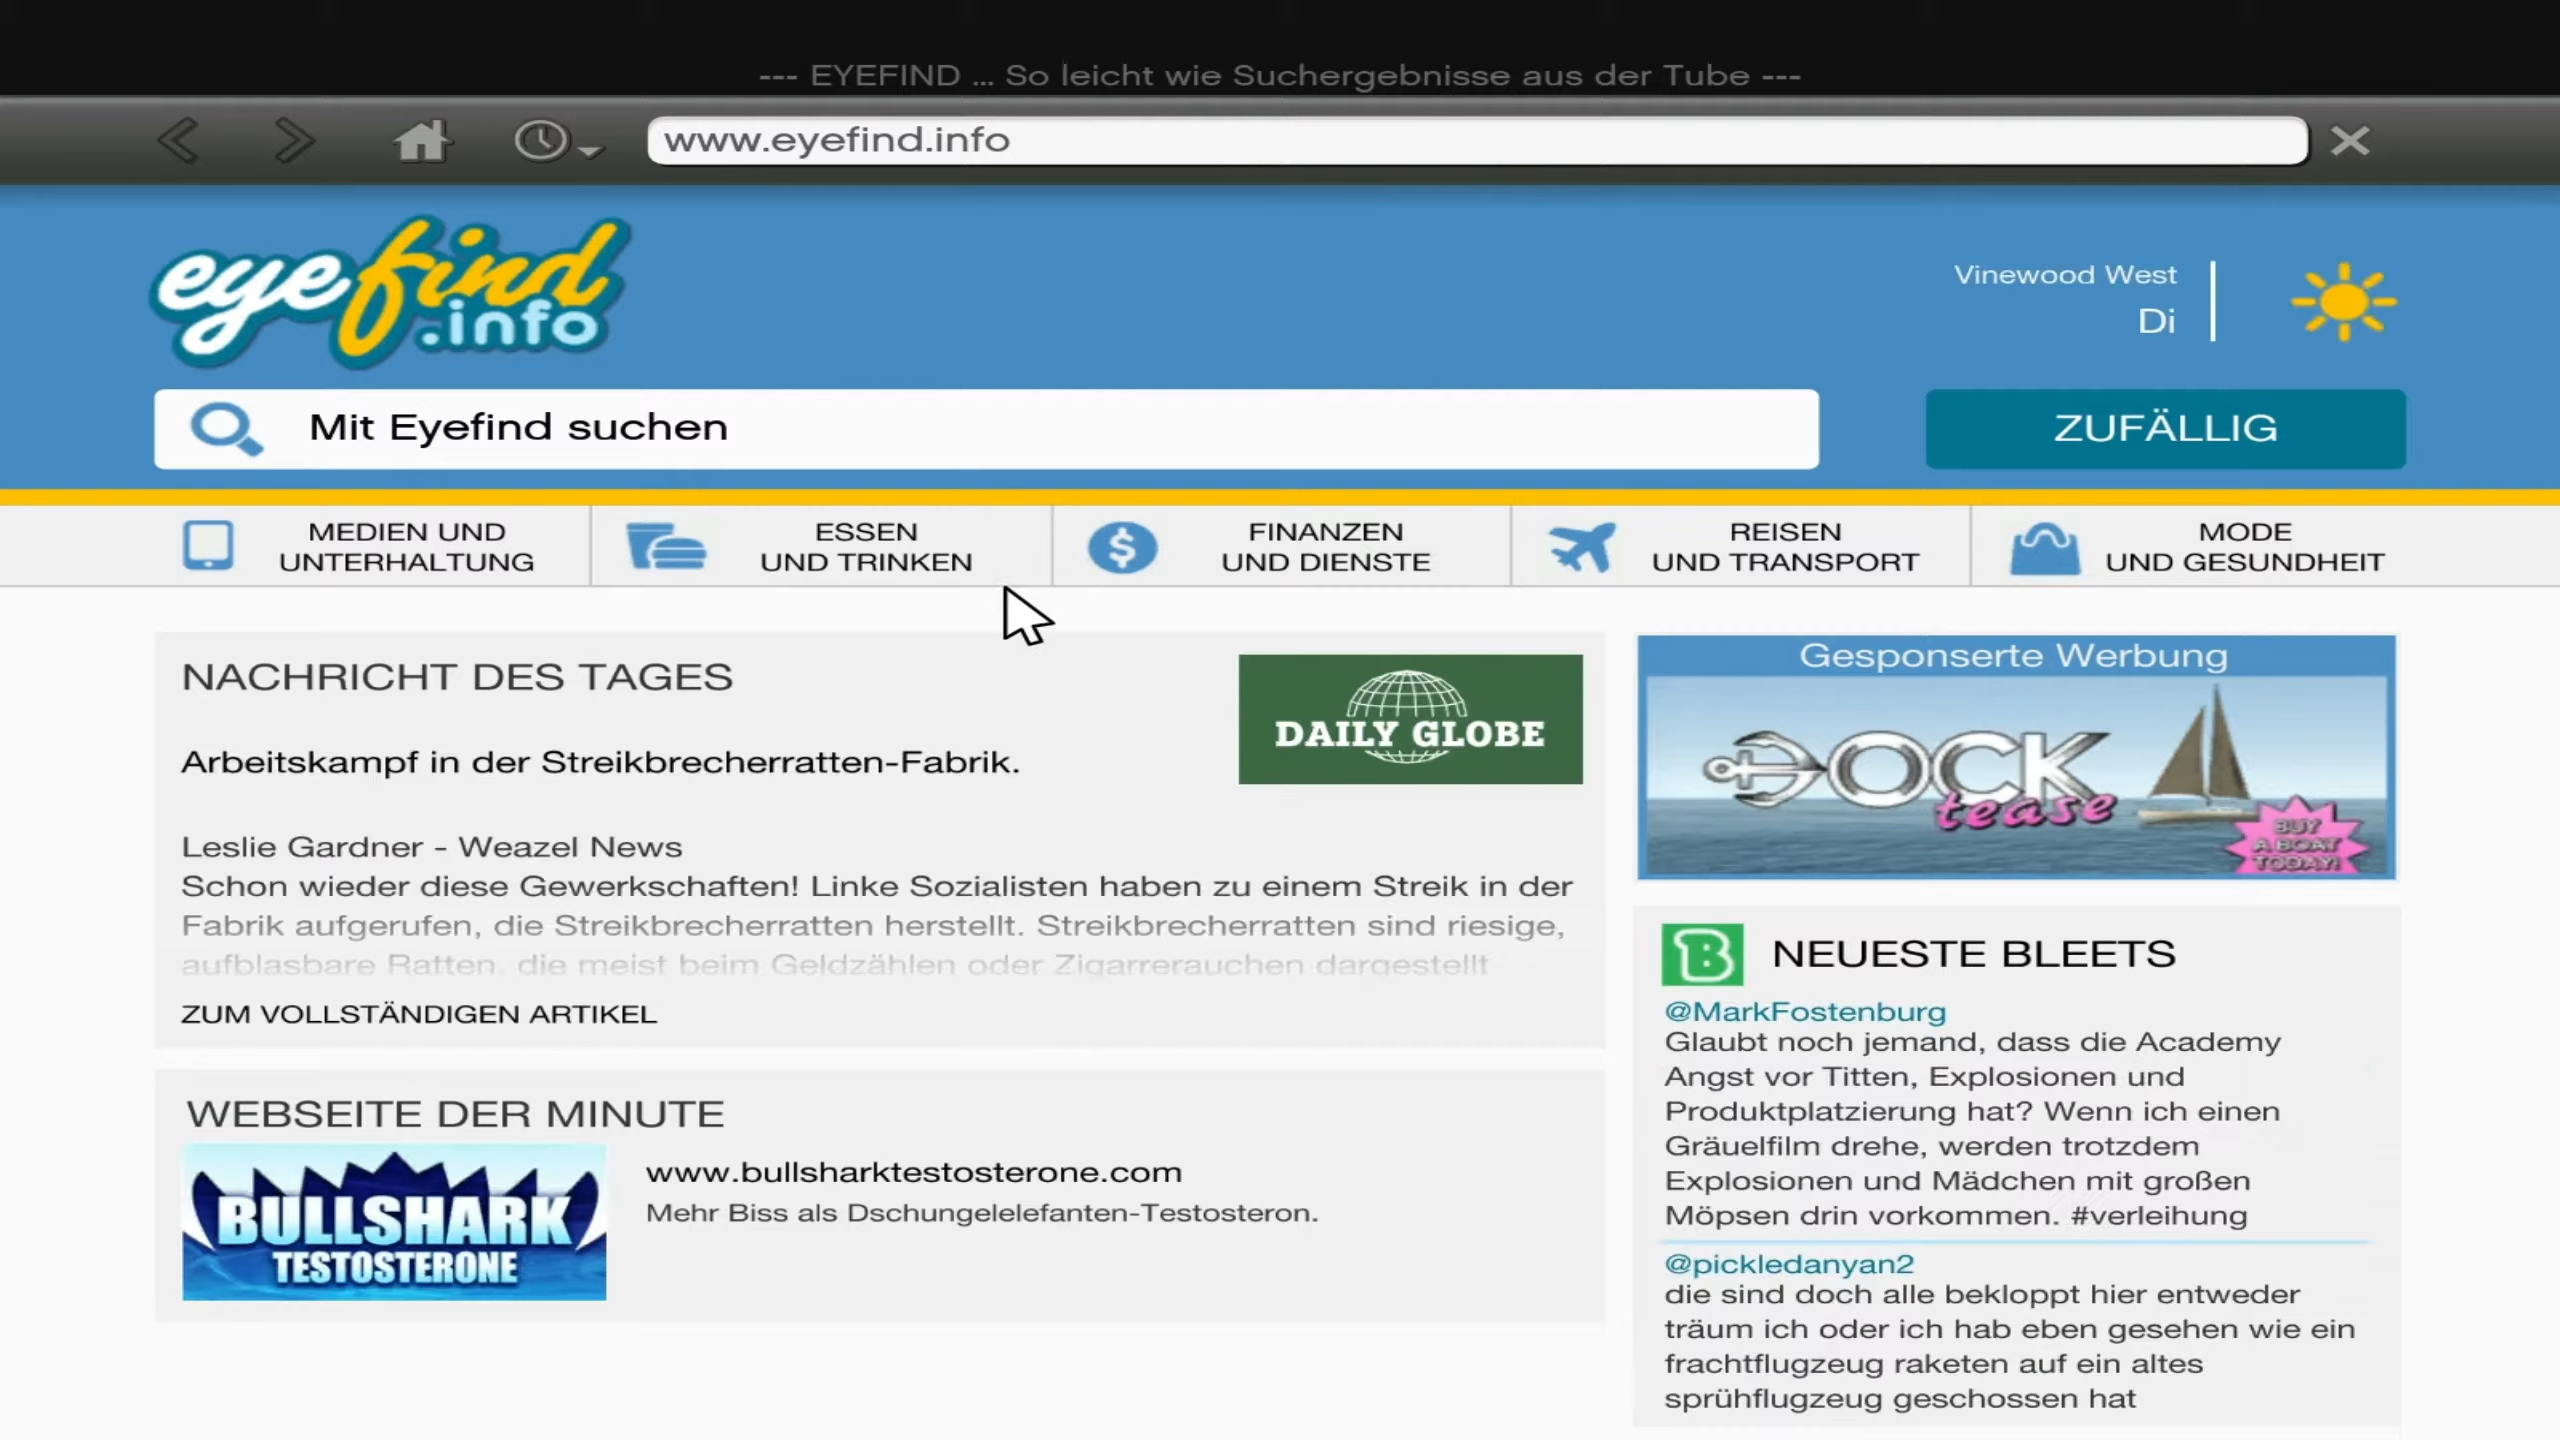 --- EYEFIND ... So leicht wie Suchergebnisse aus der Tube ---
www.eyefind.info
eyefind
.info
Vinewood West
Di
Mit Eyefind suchen
ZUFÄLLIG
MEDIEN UND
UNTERHALTUNG
ESSEN
UND TRINKEN
FINANZEN
UND DIENSTE
REISEN
UND TRANSPORT
MODE
UND GESUNDHEIT
NACHRICHT DES TAGES
DAILY GLOBE
Arbeitskampf in der Streikbrecherratten-Fabrik.
Leslie Gardner - Weazel News
Schon wieder diese Gewerkschaften! Linke Sozialisten haben zu einem Streik in der
Fabrik aufgerufen, die Streikbrecherratten herstellt. Streikbrecherratten sind riesige,
aufblasbare Ratten, die meist beim Geldzählen oder Zigarrerauchen dargestellt
ZUM VOLLSTÄNDIGEN ARTIKEL
WEBSEITE DER MINUTE
BULLSHARK
TESTOSTERONE
www.bullsharktestosterone.com
Mehr Biss als Dschungelelefanten-Testosteron.
Gesponserte Werbung
DOCK
tease
BUY
A BOAT
TODAY!
B
NEUESTE BLEETS
@MarkFostenburg
Glaubt noch jemand, dass die Academy
Angst vor Titten, Explosionen und
Produktplatzierung hat? Wenn ich einen
Gräuelfilm drehe, werden trotzdem
Explosionen und Mädchen mit großen
Möpsen drin vorkommen. #verleihung
@pickledanyan2
die sind doch alle bekloppt hier entweder
träum ich oder ich hab eben gesehen wie ein
frachtflugzeug raketen auf ein altes
sprühflugzeug geschossen hat